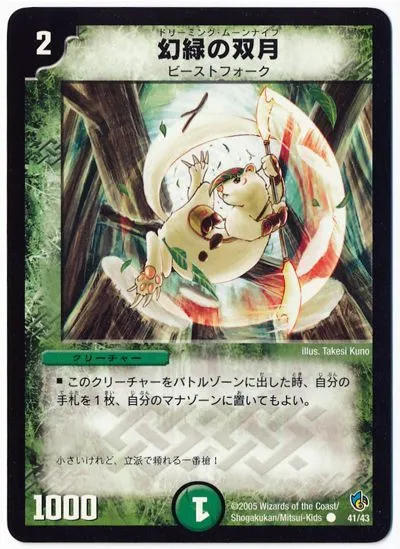 2
ドリーミング・ムーンナイフ
幻緑の双月
ビーストフォーク
illus. Takesi Kuno
クリーチャー
■ このクリーチャーをバトルゾーンに出した時、自分の
手札を1枚、自分のマナゾーンに置いてもよい。
小さいけれど、立派で頼れる一番槍!
1000
1
©2005 Wizards of the Coast/
Shogakukan/Mitsui-Kids ● 41/43